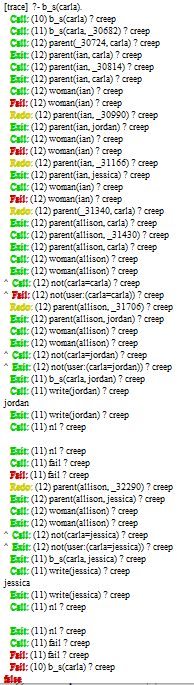 [trace]  ?- b_s(carla).
Call: (10) b_s(carla) ? creep
Call: (11) b_s(carla, _30682) ? creep
Call: (12) parent(_30724, carla) ? creep
Exit: (12) parent(ian, carla) ? creep
Call: (12) parent(ian, _30814) ? creep
Exit: (12) parent(ian, carla) ? creep
Call: (12) woman(ian) ? creep
Fail: (12) woman(ian) ? creep
Redo: (12) parent(ian, _30990) ? creep
Exit: (12) parent(ian, jordan) ? creep
Call: (12) woman(ian) ? creep
Fail: (12) woman(ian) ? creep
Redo: (12) parent(ian, _31166) ? creep
Exit: (12) parent(ian, jessica) ? creep
Call: (12) woman(ian) ? creep
Fail: (12) woman(ian) ? creep
Redo: (12) parent(_31340, carla) ? creep
Exit: (12) parent(allison, carla) ? creep
Call: (12) parent(allison, _31430) ? creep
Exit: (12) parent(allison, carla) ? creep
Call: (12) woman(allison) ? creep
Exit: (12) woman(allison) ? creep
^ Call: (12) not(carla=carla) ? creep
^ Fail: (12) not(user:(carla=carla)) ? creep
Redo: (12) parent(allison, _31706) ? creep
Exit: (12) parent(allison, jordan) ? creep
Call: (12) woman(allison) ? creep
Exit: (12) woman(allison) ? creep
^ Call: (12) not(carla=jordan) ? creep
^ Exit: (12) not(user:(carla=jordan)) ? creep
Exit: (11) b_s(carla, jordan) ? creep
Call: (11) write(jordan) ? creep
jordan
Exit: (11) write(jordan) ? creep
Call: (11) nl ? creep
Exit: (11) nl ? creep
Call: (11) fail ? creep
Fail: (11) fail ? creep
Redo: (12) parent(allison, _32290) ? creep
Exit: (12) parent(allison, jessica) ? creep
Call: (12) woman(allison) ? creep
Exit: (12) woman(allison) ? creep
^ Call: (12) not(carla=jessica) ? creep
^ Exit: (12) not(user:(carla=jessica)) ? creep
Exit: (11) b_s(carla, jessica) ? creep
Call: (11) write(jessica) ? creep
jessica
Exit: (11) write(jessica) ? creep
Call: (11) nl ? creep
Exit: (11) nl ? creep
Call: (11) fail ? creep
Fail: (11) fail ? creep
Fail: (10) b_s(carla) ? creep
false